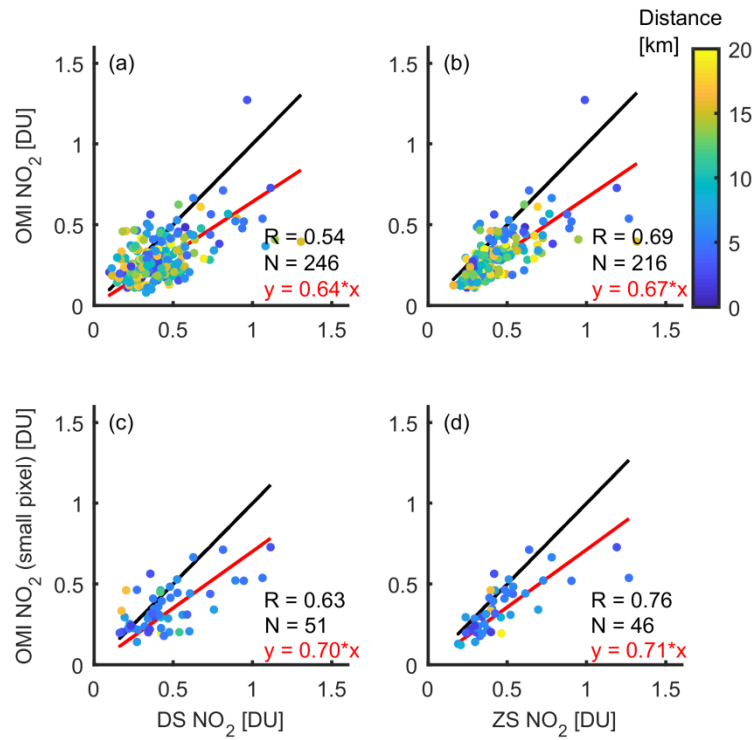 Distance
[km]
20
15
10
5
0
(a)
1.5
1
0.5
0
OMI NO2 [DU]
R = 0.54
N = 246
y = 0.64*x
0 0.5 1 1.5
(b)
1.5
1
0.5
0
OMI NO2 [DU]
R = 0.69
N = 216
y = 0.67*x
0 0.5 1 1.5
(c)
1.5
1
0.5
0
OMI NO2 (small pixel) [DU]
R = 0.63
N = 51
y = 0.70*x
0 0.5 1 1.5
DS NO2 [DU]
(d)
1.5
1
0.5
0
R = 0.76
N = 46
y = 0.71*x
0 0.5 1 1.5
ZS NO2 [DU]